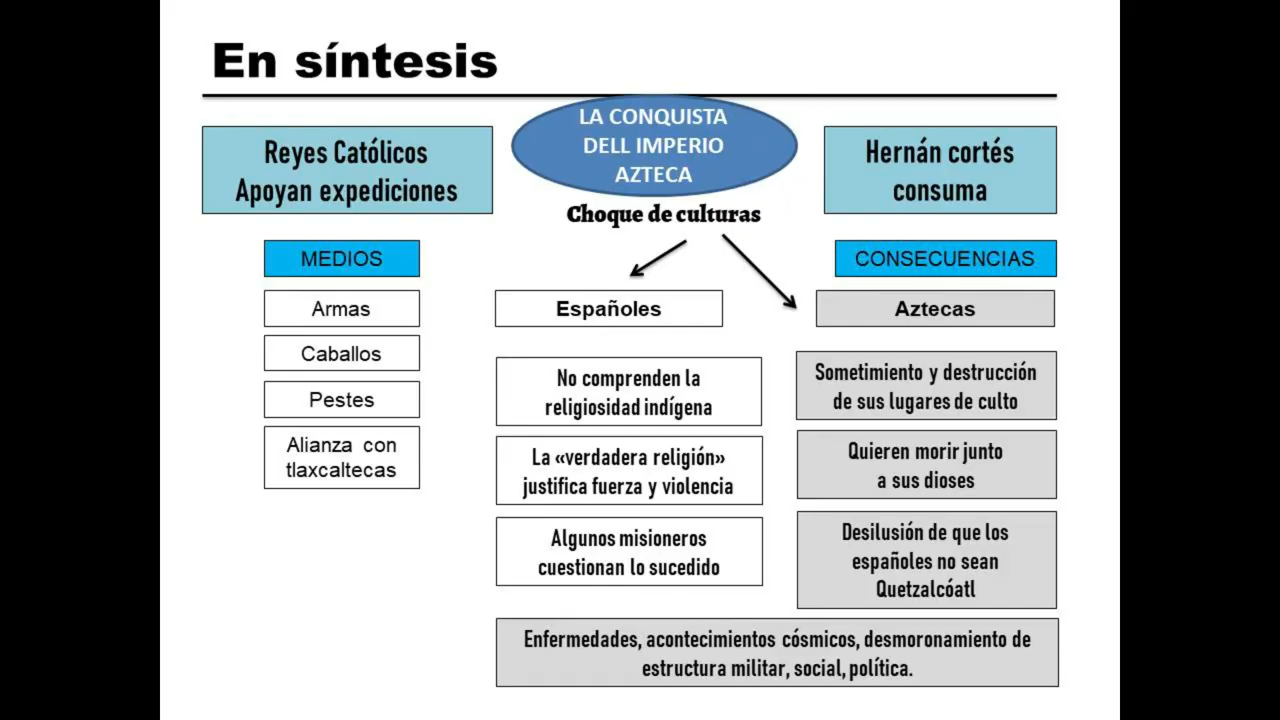 En síntesis
LA CONQUISTA
DELL IMPERIO
AZTECA
Reyes Católicos
Apoyan expediciones
Hernán cortés
consuma
Choque de culturas
MEDIOS
Armas
Caballos
Pestes
Alianza con
tlaxcaltecas
CONSECUENCIAS
Españoles
No comprenden la
religiosidad indígena
La «verdadera religión»
justifica fuerza y violencia
Algunos misioneros
cuestionan lo sucedido
Aztecas
Sometimiento y destrucción
de sus lugares de culto
Quieren morir junto
a sus dioses
Desilusión de que los
españoles no sean
Quetzalcóatl
Enfermedades, acontecimientos cósmicos, desmoronamiento de
estructura militar, social, política.